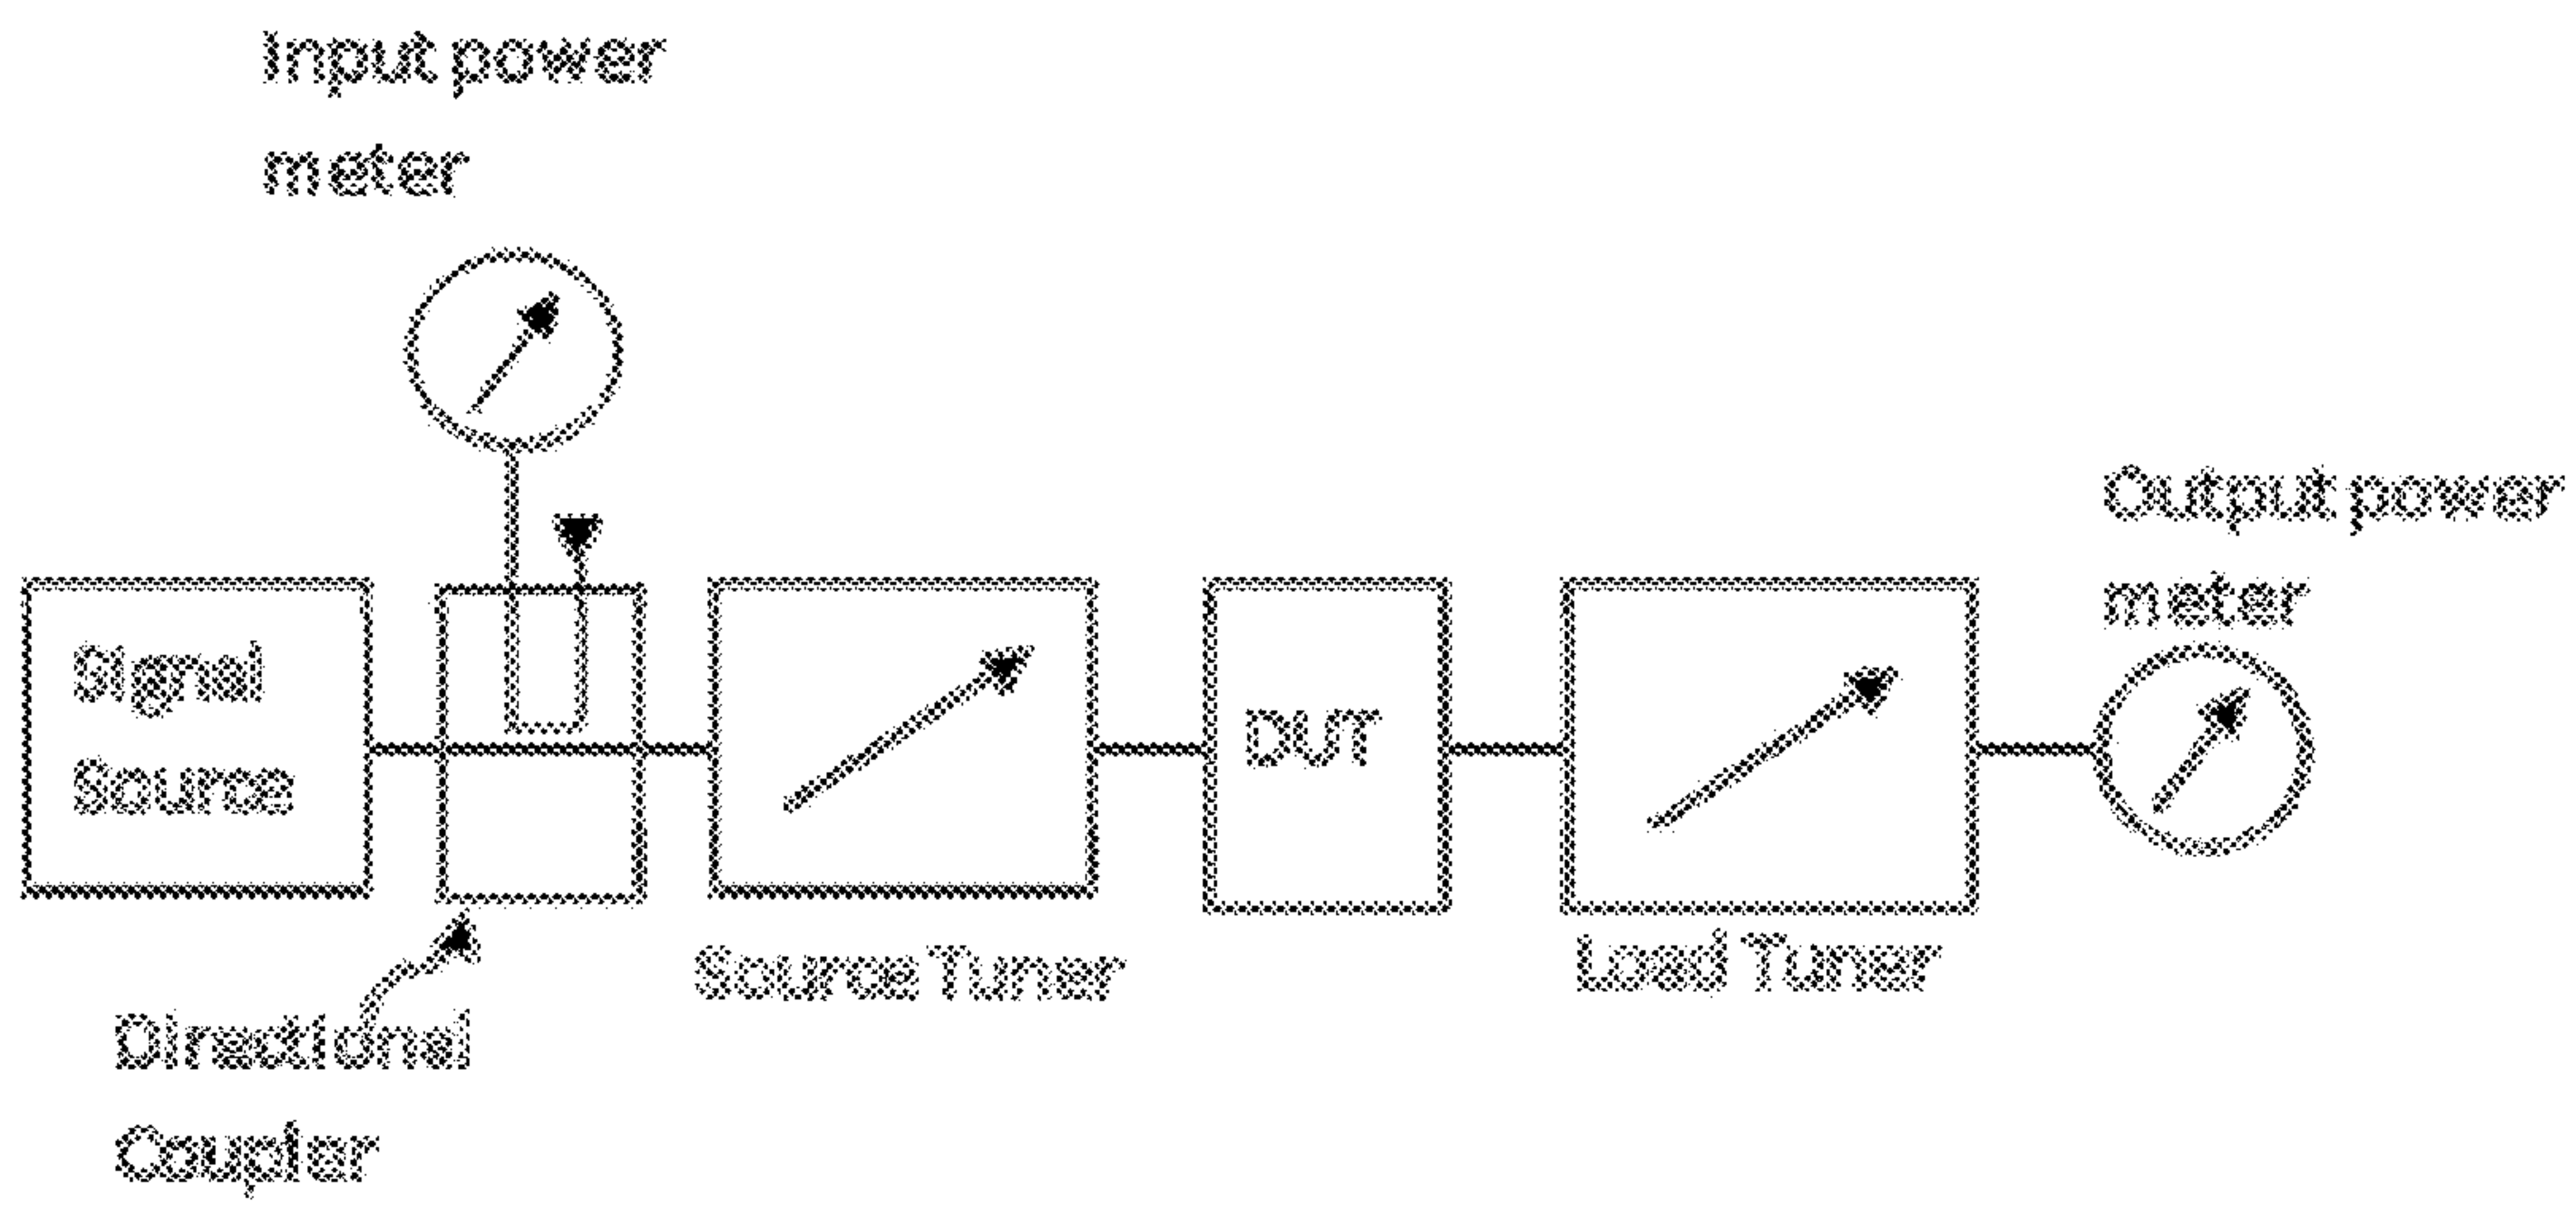 Input power
meter
Output power
meter
Signal
Source
DUT
Source Tuner
Load Tuner
Directional
Coupler